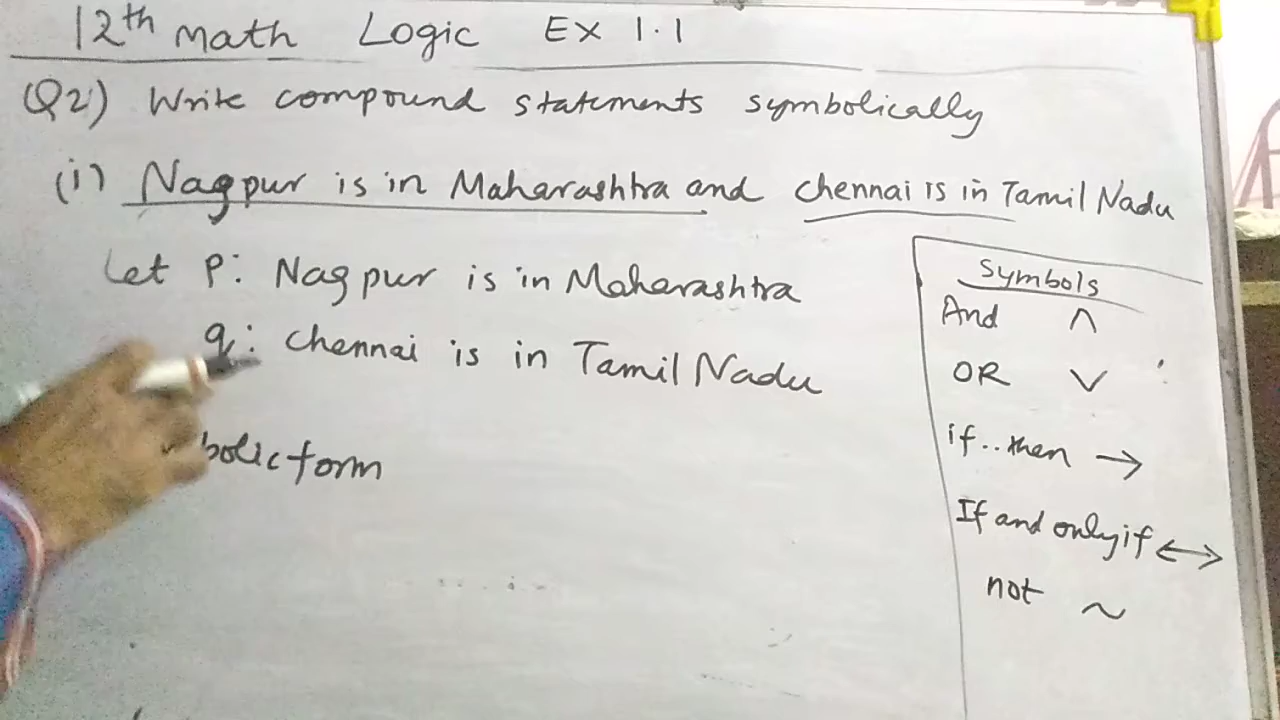 12th math Logic Ex 1.1
Q2) Write compound statements symbolically
(i) Nagpur is in Maharashtra and chennai is in Tamil Nadu
Let P: Nagpur is in Maharashtra
q: chennai is in Tamil Nadu
bolic form
Symbols
And ∧
OR ∨
if..then →
If and only if ↔
not ~